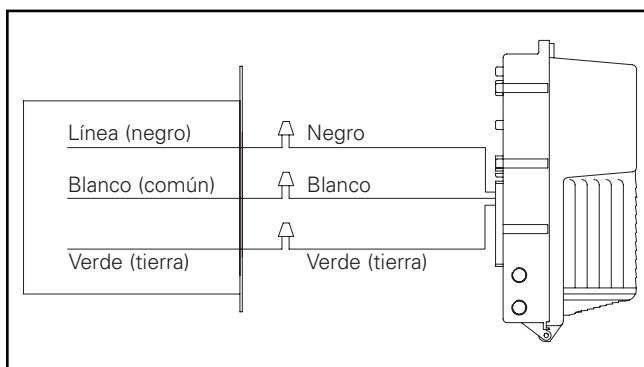 Línea (negro)
Negro
Blanco (común)
Blanco
Verde (tierra)
Verde (tierra)